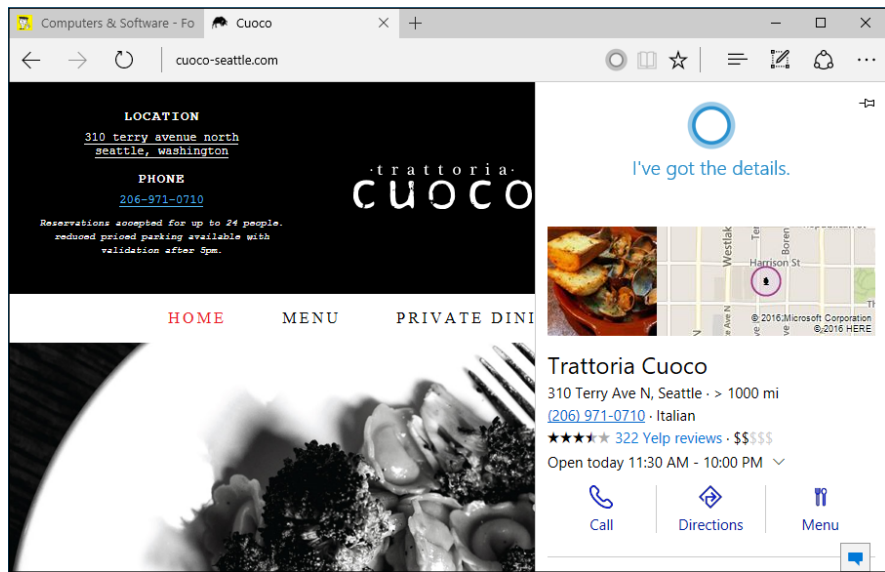 Computers & Software - Fo
Cuoco
cuoco-seattle.com
LOCATION
310 terry avenue north
seattle, washington
PHONE
206-971-0710
Reservations accepted for up to 24 people.
reduced priced parking available with
validation after 5pm.
·trattoria·
cuoco
HOME MENU PRIVATE DINI
I've got the details.
Westlak
Ter
Boren
Harrison St
Ave N
Th
© 2016 Microsoft Corporation
© 2016 HERE
Trattoria Cuoco
310 Terry Ave N, Seattle · > 1000 mi
(206) 971-0710 · Italian
322 Yelp reviews · $$$$$
Open today 11:30 AM - 10:00 PM
Call Directions Menu